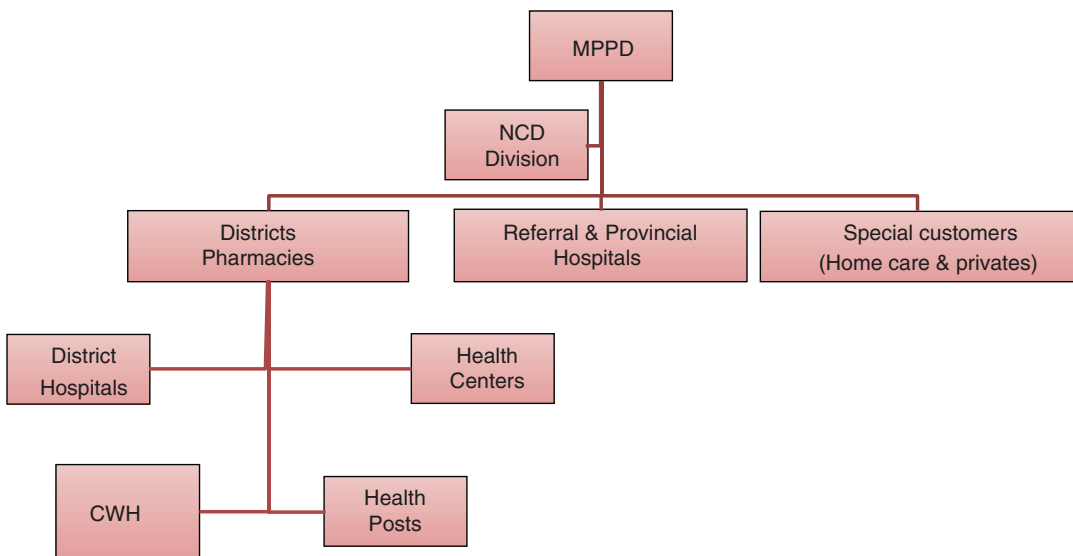 MPPD
NCD
Division
Districts
Pharmacies
Referral & Provincial
Hospitals
Special customers
(Home care & privates)
District
Hospitals
Health
Centers
CWH
Health
Posts